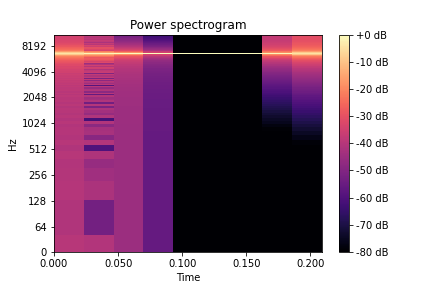 Power spectrogram
8192
4096
2048
1024
512
256
128
64
0
Hz
0.000
0.050
0.100
0.150
0.200
Time
+0 dB
-10 dB
-20 dB
-30 dB
-40 dB
-50 dB
-60 dB
-70 dB
-80 dB